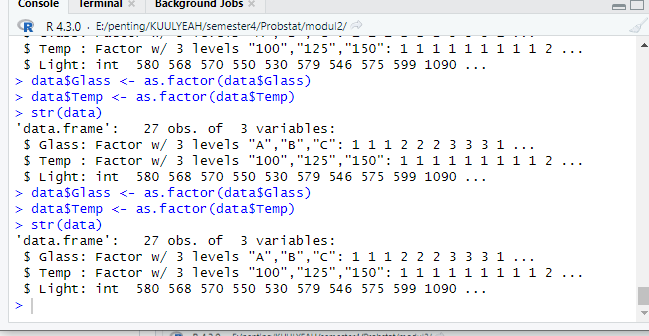 Console Terminal Background Jobs
R 4.3.0 · E:/penting/KUULYEAH/semester4/Probstat/modul2/
$ Temp : Factor w/ 3 levels "100","125","150": 1 1 1 1 1 1 1 1 1 2 ...
$ Light: int 580 568 570 550 530 579 546 575 599 1090 ...
> data$Glass <- as.factor(data$Glass)
> data$Temp <- as.factor(data$Temp)
> str(data)
'data.frame': 27 obs. of 3 variables:
$ Glass: Factor w/ 3 levels "A","B","C": 1 1 1 2 2 2 3 3 3 1 ...
$ Temp : Factor w/ 3 levels "100","125","150": 1 1 1 1 1 1 1 1 1 2 ...
$ Light: int 580 568 570 550 530 579 546 575 599 1090 ...
> data$Glass <- as.factor(data$Glass)
> data$Temp <- as.factor(data$Temp)
> str(data)
'data.frame': 27 obs. of 3 variables:
$ Glass: Factor w/ 3 levels "A","B","C": 1 1 1 2 2 2 3 3 3 1 ...
$ Temp : Factor w/ 3 levels "100","125","150": 1 1 1 1 1 1 1 1 1 2 ...
$ Light: int 580 568 570 550 530 579 546 575 599 1090 ...
>